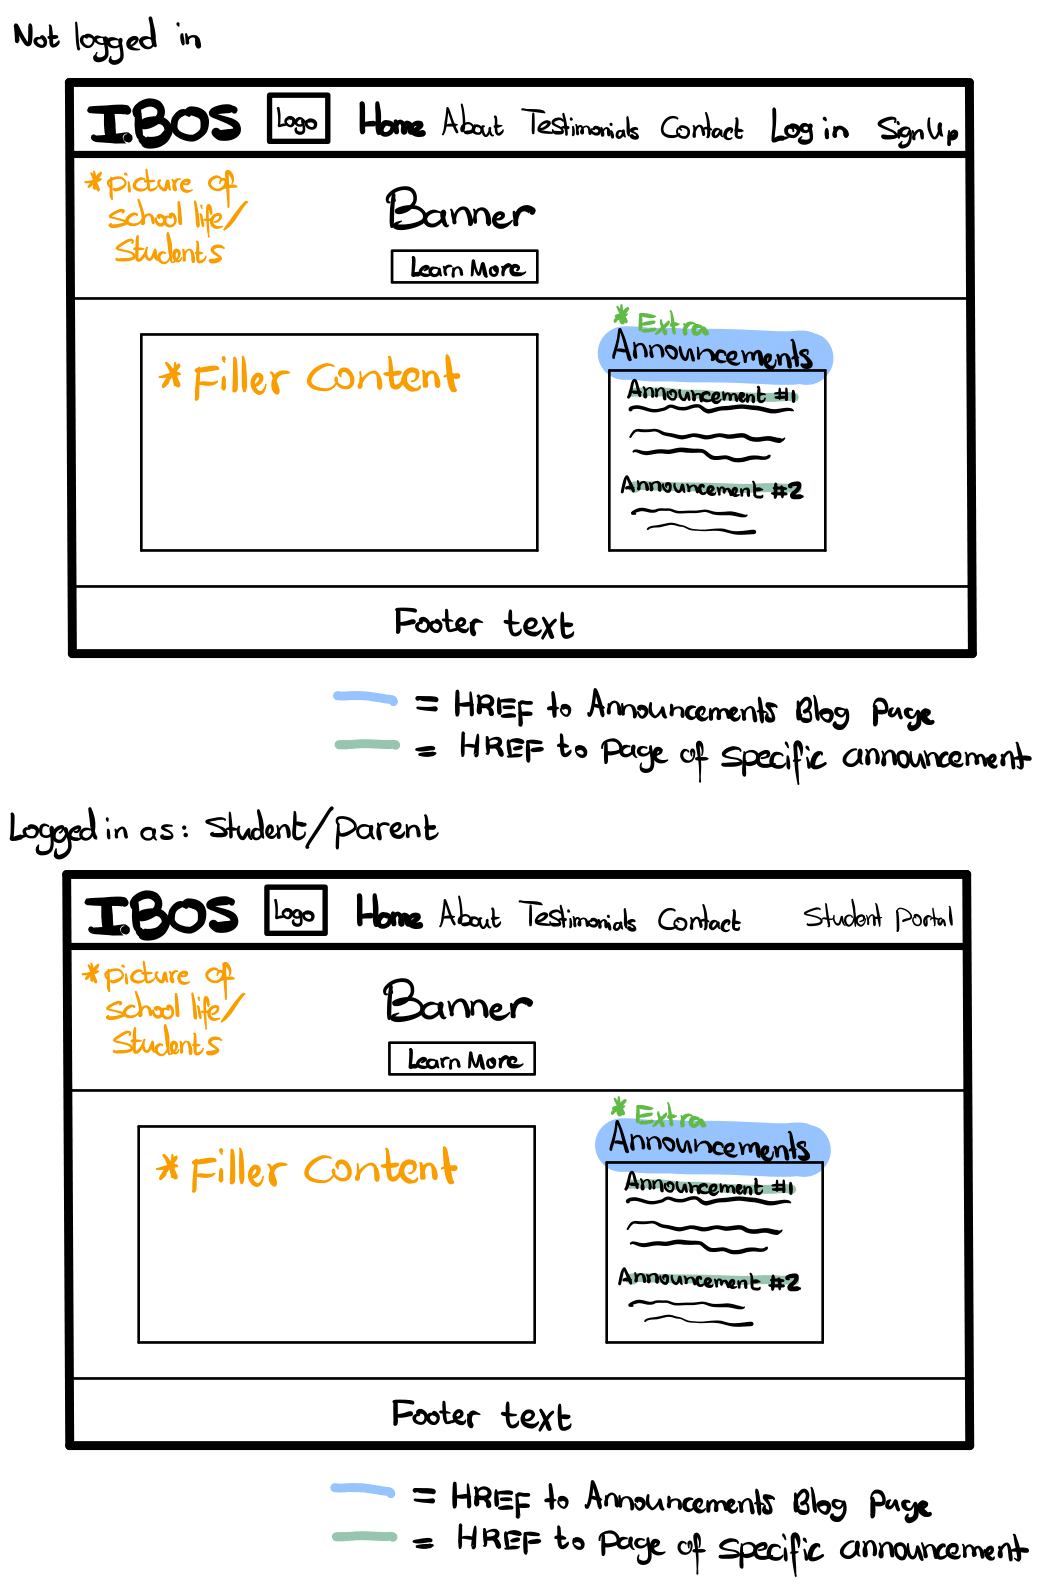 Not logged in
I.BOS Logo Home About Testimonials Contact Log in Sign Up
*picture of
school life/
Students
Banner
Learn More
*Filler Content
*Extra
Announcements
Announcement #1
Announcement #2
Footer text
= HREF to Announcements Blog Page
= HREF to Page of specific announcement
Logged in as: Student/Parent
I.BOS Logo Home About Testimonials Contact Student Portal
*picture of
school life/
Students
Banner
Learn More
*Filler Content
*Extra
Announcements
Announcement #1
Announcement #2
Footer text
= HREF to Announcements Blog Page
= HREF to Page of specific announcement